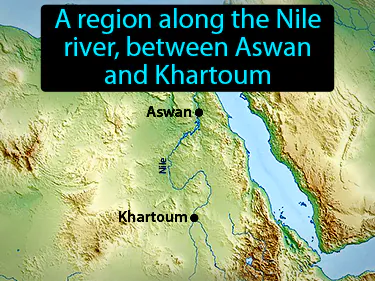 A region along the Nile
river, between Aswan
and Khartoum
Aswan
Nile
Khartoum